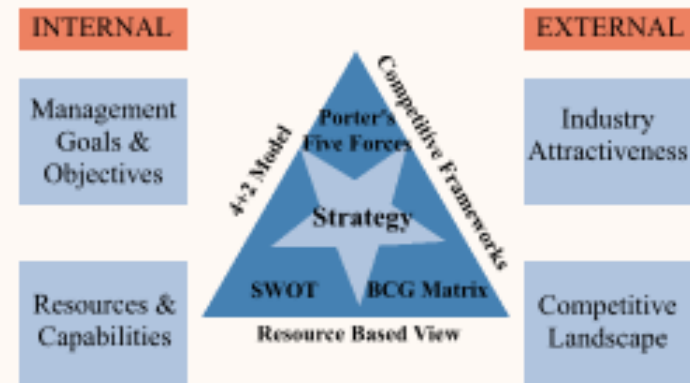 INTERNAL
Management
Goals &
Objectives
Resources &
Capabilities
4+2 Model
Porter's
Five Forces
Competitive Frameworks
Strategy
SWOT
BCG Matrix
Resource Based View
EXTERNAL
Industry
Attractiveness
Competitive
Landscape